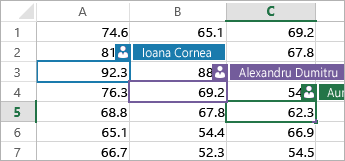 A B C
1 74.6 65.1 69.2
2 81 Ioana Cornea 67.8
3 92.3 88 Alexandru Dumitru
4 76.3 69.2 54
5 68.8 67.8 62.3
6 65.1 54.4 66.9
7 66.7 52.3 54.5